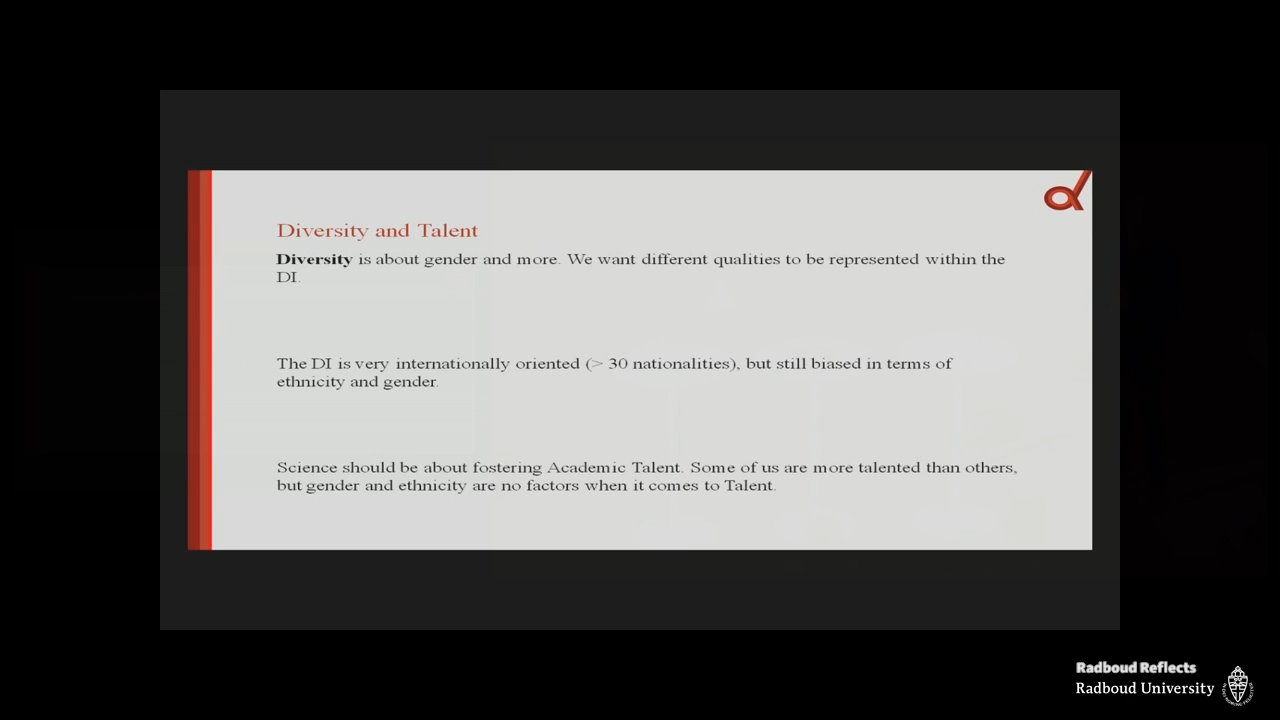 Diversity and Talent
Diversity is about gender and more. We want different qualities to be represented within the
DI.
The DI is very internationally oriented (> 30 nationalities), but still biased in terms of
ethnicity and gender.
Science should be about fostering Academic Talent. Some of us are more talented than others,
but gender and ethnicity are no factors when it comes to Talent.
Radboud Reflects
Radboud University